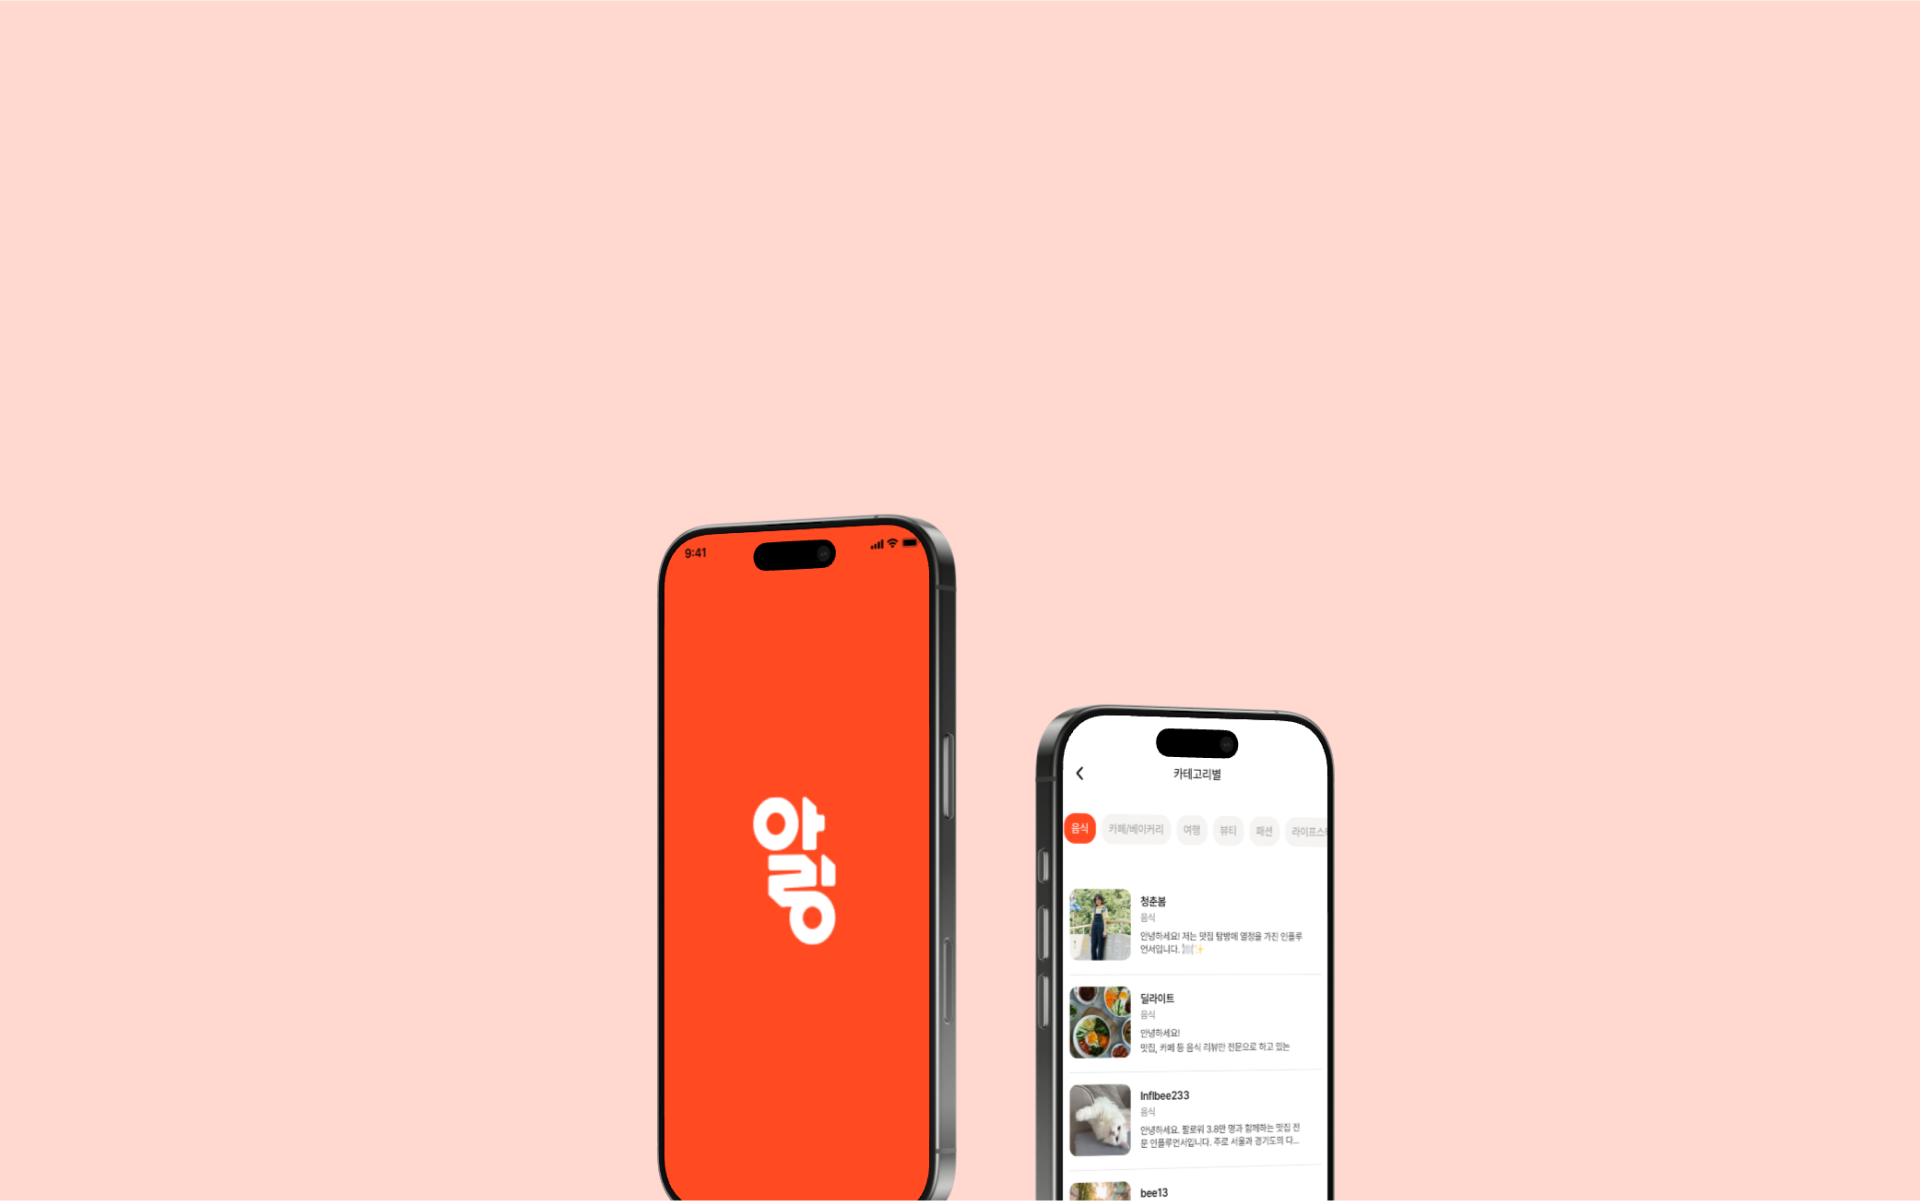 9:41
알
랑
카테고리별
음식 카페/베이커리 여행 뷰티 패션 라이프스
청춘봄
음식
안녕하세요! 저는 맛집 탐방에 열정을 가진 인플루
언서입니다.
딜라이트
음식
안녕하세요!
맛집, 카페 등 음식 리뷰만 전문으로 하고 있는
Inflbee233
음식
안녕하세요. 팔로워 3.8만 명과 함께하는 맛집 전
문 인플루언서입니다. 주로 서울과 경기도의 다...
bee13